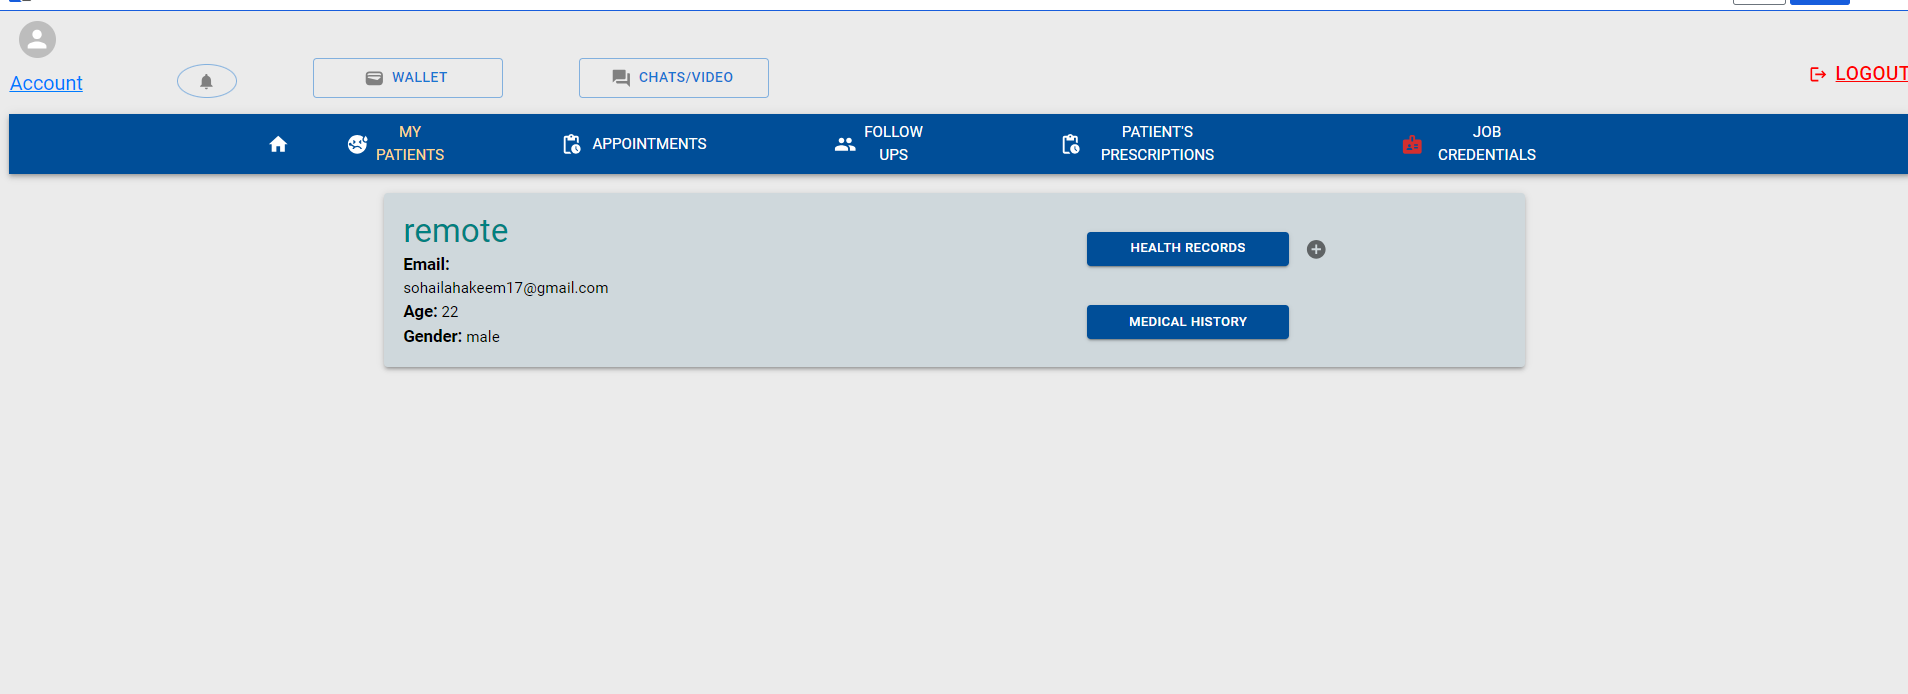 Account
WALLET
CHATS/VIDEO
LOGOUT
MY
PATIENTS
APPOINTMENTS
FOLLOW
UPS
PATIENT'S
PRESCRIPTIONS
JOB
CREDENTIALS
remote
Email:
sohailahakeem17@gmail.com
Age: 22
Gender: male
HEALTH RECORDS
MEDICAL HISTORY